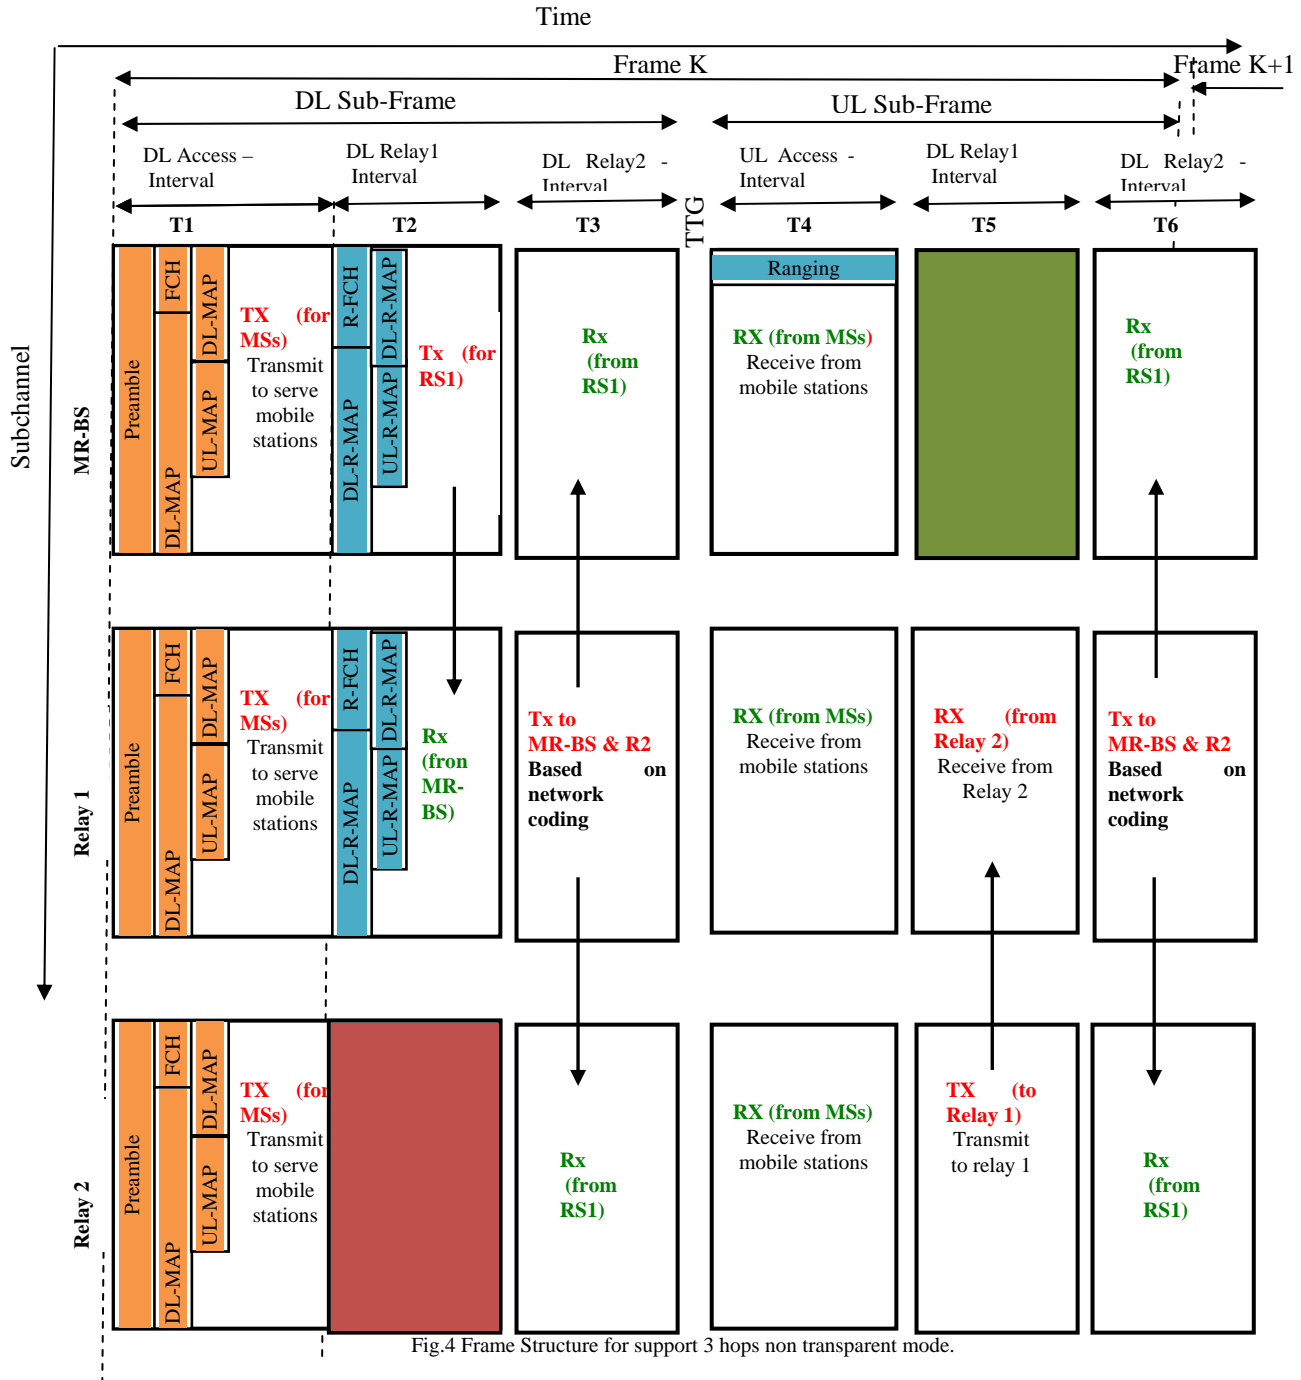 Time
Frame K
Frame K+1
DL Sub-Frame
UL Sub-Frame
DL Access –
Interval
DL Relay1
Interval
DL Relay2 -
Interval
UL Access -
Interval
DL Relay1
Interval
DL Relay2 -
Interval
T1
T2
T3
TTG
T4
T5
T6
Subchannel
MR-BS
Preamble
FCH
DL-MAP
DL-MAP
UL-MAP
TX (for
MSs)
Transmit
to serve
mobile
stations
R-FCH
DL-R-MAP
DL-R-MAP
UL-R-MAP
Tx (for
RS1)
Rx
(from
RS1)
Ranging
RX (from MSs)
Receive from
mobile stations
Rx
(from
RS1)
Relay 1
Preamble
FCH
DL-MAP
DL-MAP
UL-MAP
TX (for
MSs)
Transmit
to serve
mobile
stations
R-FCH
DL-R-MAP
DL-R-MAP
UL-R-MAP
Rx
(fron
MR-
BS)
Tx to
MR-BS & R2
Based on
network
coding
RX (from MSs)
Receive from
mobile stations
RX (from
Relay 2)
Receive from
Relay 2
Tx to
MR-BS & R2
Based on
network
coding
Relay 2
Preamble
FCH
DL-MAP
DL-MAP
UL-MAP
TX (for
MSs)
Transmit
to serve
mobile
stations
Rx
(from
RS1)
RX (from MSs)
Receive from
mobile stations
TX (to
Relay 1)
Transmit
to relay 1
Rx
(from
RS1)
Fig.4 Frame Structure for support 3 hops non transparent mode.